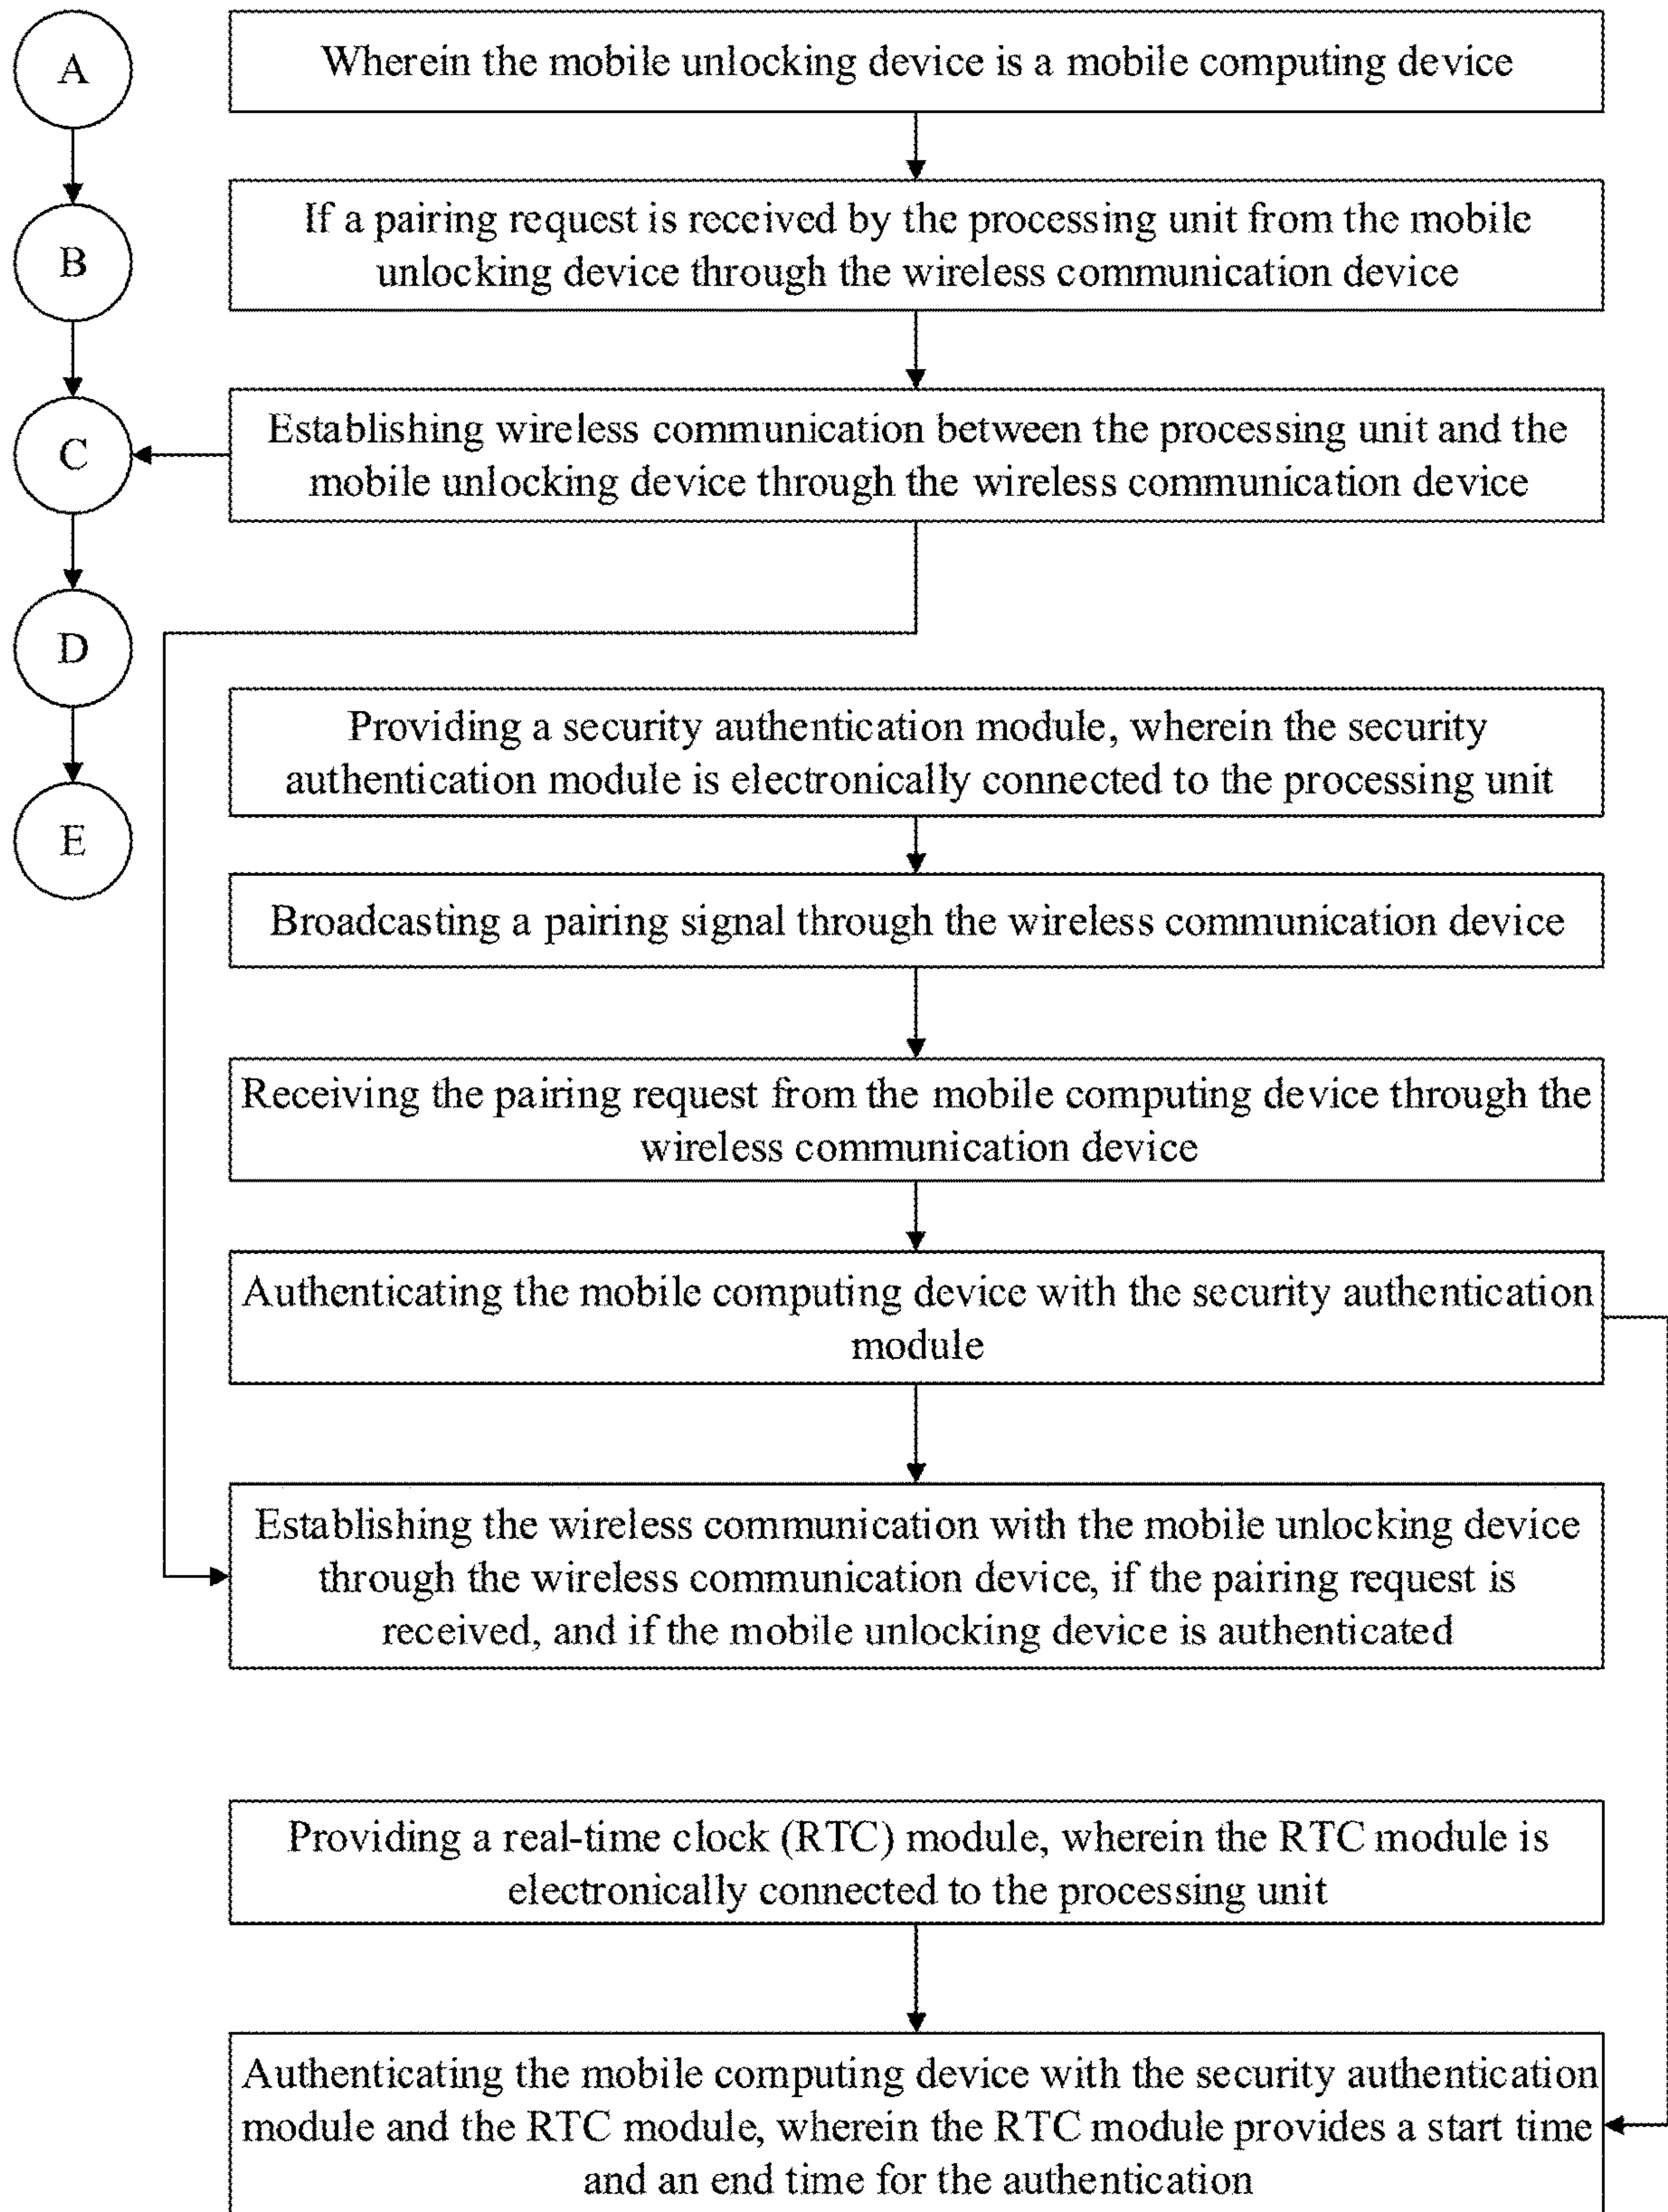 A
Wherein the mobile unlocking device is a mobile computing device
B
If a pairing request is received by the processing unit from the mobile
unlocking device through the wireless communication device
C
Establishing wireless communication between the processing unit and the
mobile unlocking device through the wireless communication device
D
Providing a security authentication module, wherein the security
authentication module is electronically connected to the processing unit
E
Broadcasting a pairing signal through the wireless communication device
Receiving the pairing request from the mobile computing device through the
wireless communication device
Authenticating the mobile computing device with the security authentication
module
Establishing the wireless communication with the mobile unlocking device
through the wireless communication device, if the pairing request is
received, and if the mobile unlocking device is authenticated
Providing a real-time clock (RTC) module, wherein the RTC module is
electronically connected to the processing unit
Authenticating the mobile computing device with the security authentication
module and the RTC module, wherein the RTC module provides a start time
and an end time for the authentication